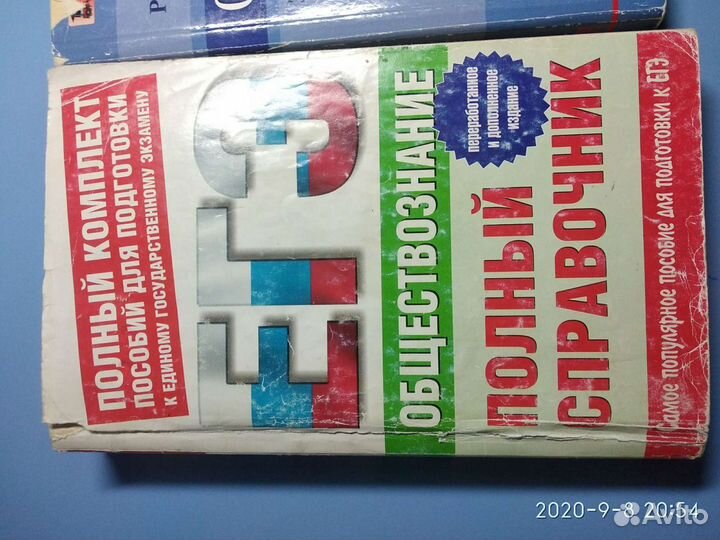 ПОЛНЫЙ КОМПЛЕКТ
ПОСОБИЙ ДЛЯ ПОДГОТОВКИ
К ЕДИНОМУ ГОСУДАРСТВЕННОМУ ЭКЗАМЕНУ
ЕГЭ
ОБЩЕСТВОЗНАНИЕ
переработанное
и дополненное
издание
ПОЛНЫЙ
СПРАВОЧНИК
Самое популярное пособие для подготовки к ЕГЭ
2020-9-8 20:54
Avito